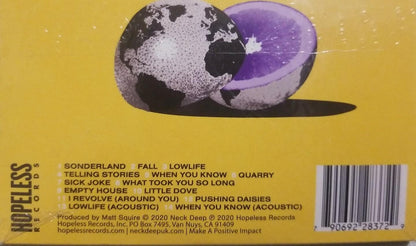 HOPELESS
RECORDS
SONDERLAND FALL LOWLIFE
TELLING STORIES WHEN YOU KNOW QUARRY
SICK JOKE WHAT TOOK YOU SO LONG
EMPTY HOUSE LITTLE DOVE
I REVOLVE (AROUND YOU) PUSHING DAISIES
LOWLIFE (ACOUSTIC) WHEN YOU KNOW (ACOUSTIC)
Produced by Matt Squire © 2020 Neck Deep ℗ 2020 Hopeless Records
Hopeless Records, Inc. PO Box 7495, Van Nuys, CA 91409
hopelessrecords.com | neckdeepuk.com | Make A Positive Impact
7 90692 28372 9